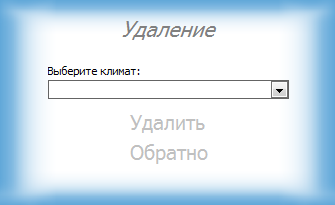 Удаление
Выберите климат:
Удалить
Обратно